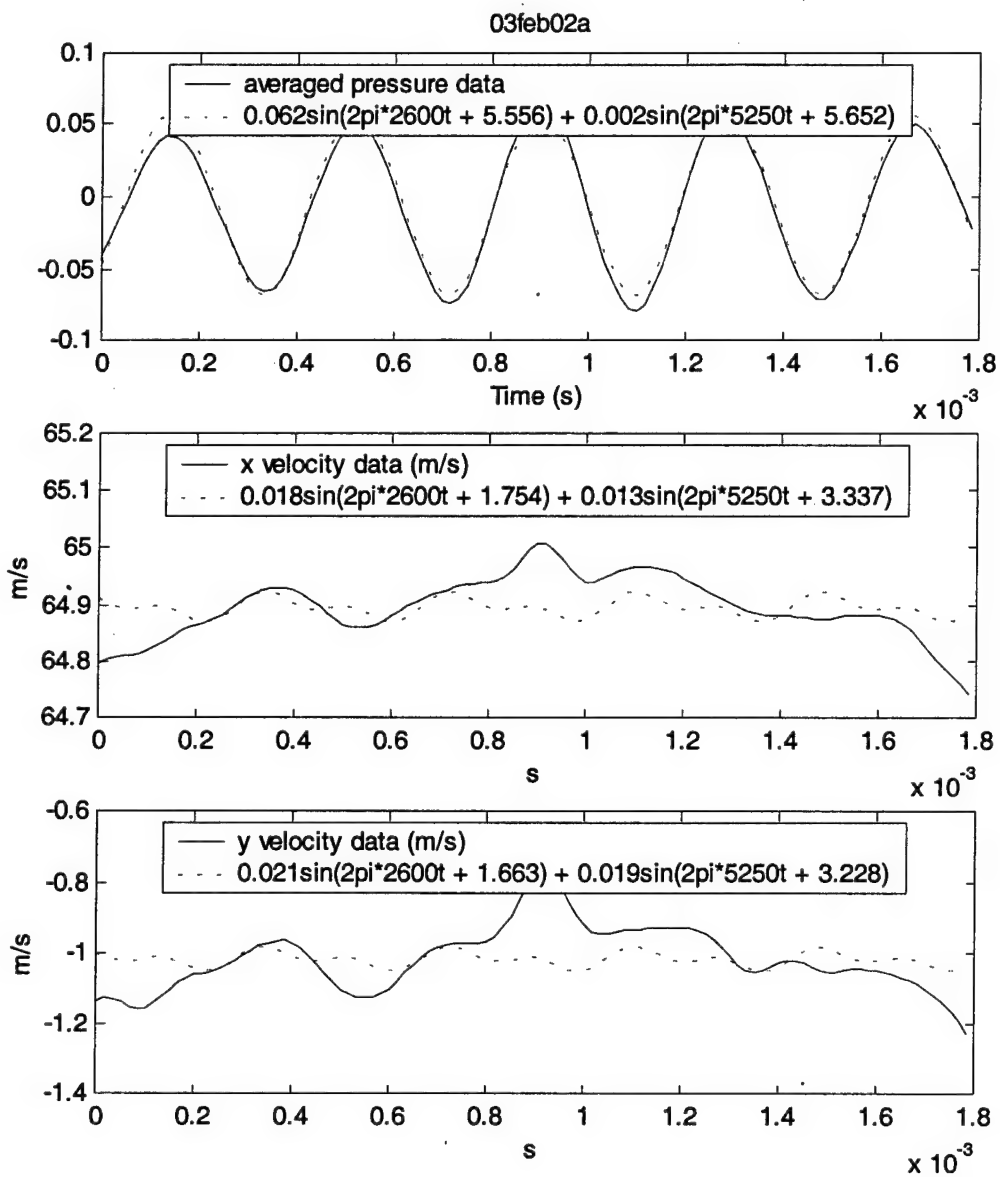 03feb02a
0.1
0.05
0
-0.05
-0.1
averaged pressure data
0.062sin(2pi*2600t + 5.556) + 0.002sin(2pi*5250t + 5.652)
0 0.2 0.4 0.6 0.8 1 1.2 1.4 1.6 1.8
Time (s)
x 10-3
65.2
65.1
65
64.9
64.8
64.7
m/s
x velocity data (m/s)
0.018sin(2pi*2600t + 1.754) + 0.013sin(2pi*5250t + 3.337)
0 0.2 0.4 0.6 0.8 1 1.2 1.4 1.6 1.8
s
x 10-3
-0.6
-0.8
-1
-1.2
-1.4
m/s
y velocity data (m/s)
0.021sin(2pi*2600t + 1.663) + 0.019sin(2pi*5250t + 3.228)
0 0.2 0.4 0.6 0.8 1 1.2 1.4 1.6 1.8
s
x 10-3